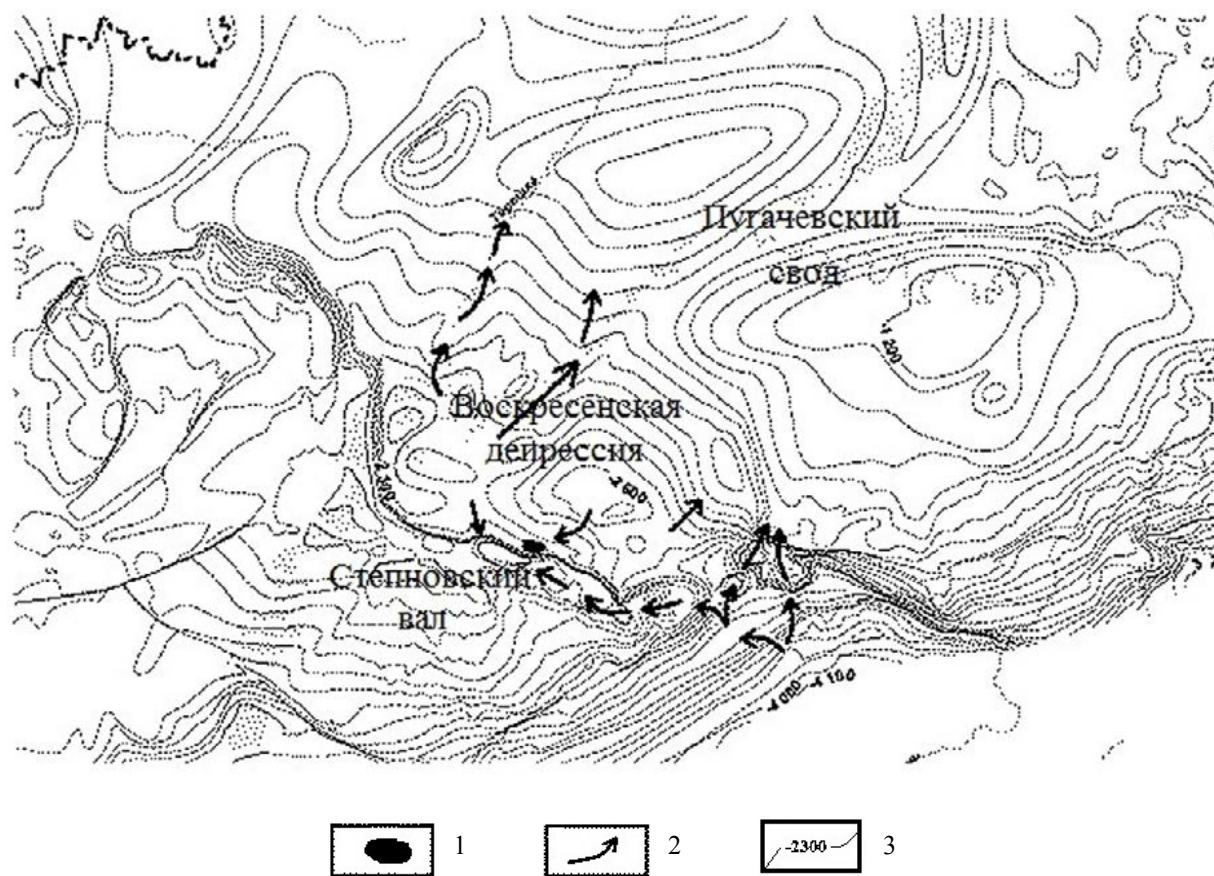 Пугачевский
свод
-1 200
Воскресенская
депрессия
-2 600
-2 300
Степновский
вал
-4 000
-4 100
1
2
-2300
3